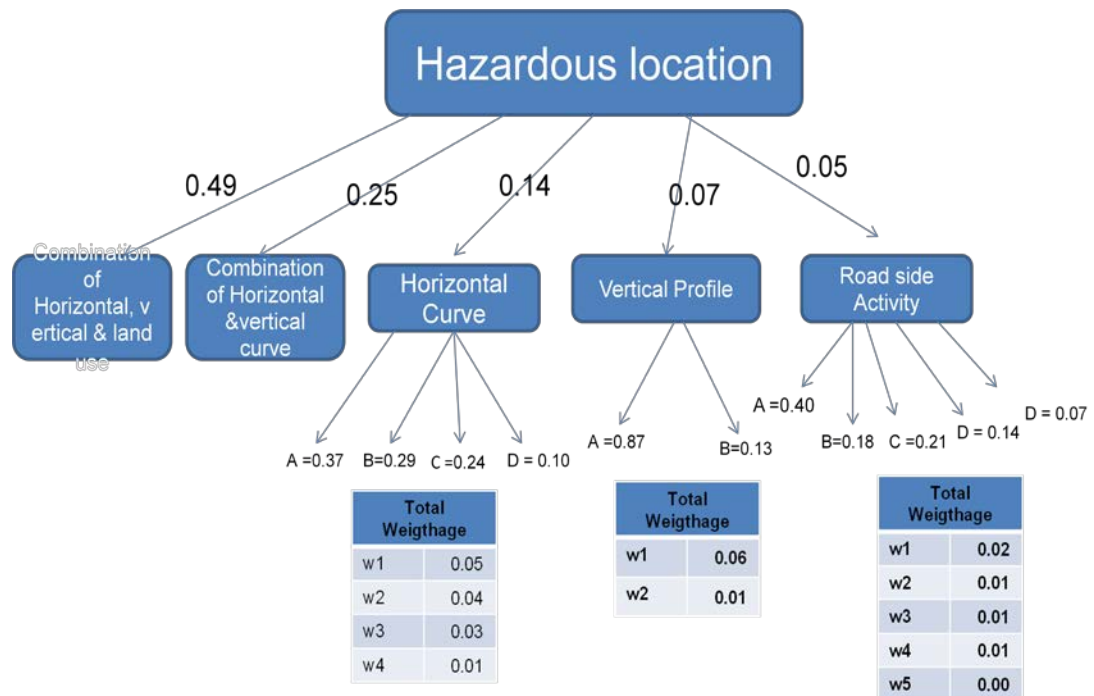 Hazardous location
0.49
0.25
0.14
0.07
0.05
Combination
of
Horizontal, v
ertical & land
use
Combination
of Horizontal
&vertical
curve
Horizontal
Curve
Vertical Profile
Road side
Activity
A =0.37
B=0.29
C =0.24
D = 0.10
A =0.87
B=0.13
A =0.40
B=0.18
C =0.21
D = 0.14
D = 0.07
Total
Weigthage
w1 0.05
w2 0.04
w3 0.03
w4 0.01
Total
Weigthage
w1 0.06
w2 0.01
Total
Weigthage
w1 0.02
w2 0.01
w3 0.01
w4 0.01
w5 0.00